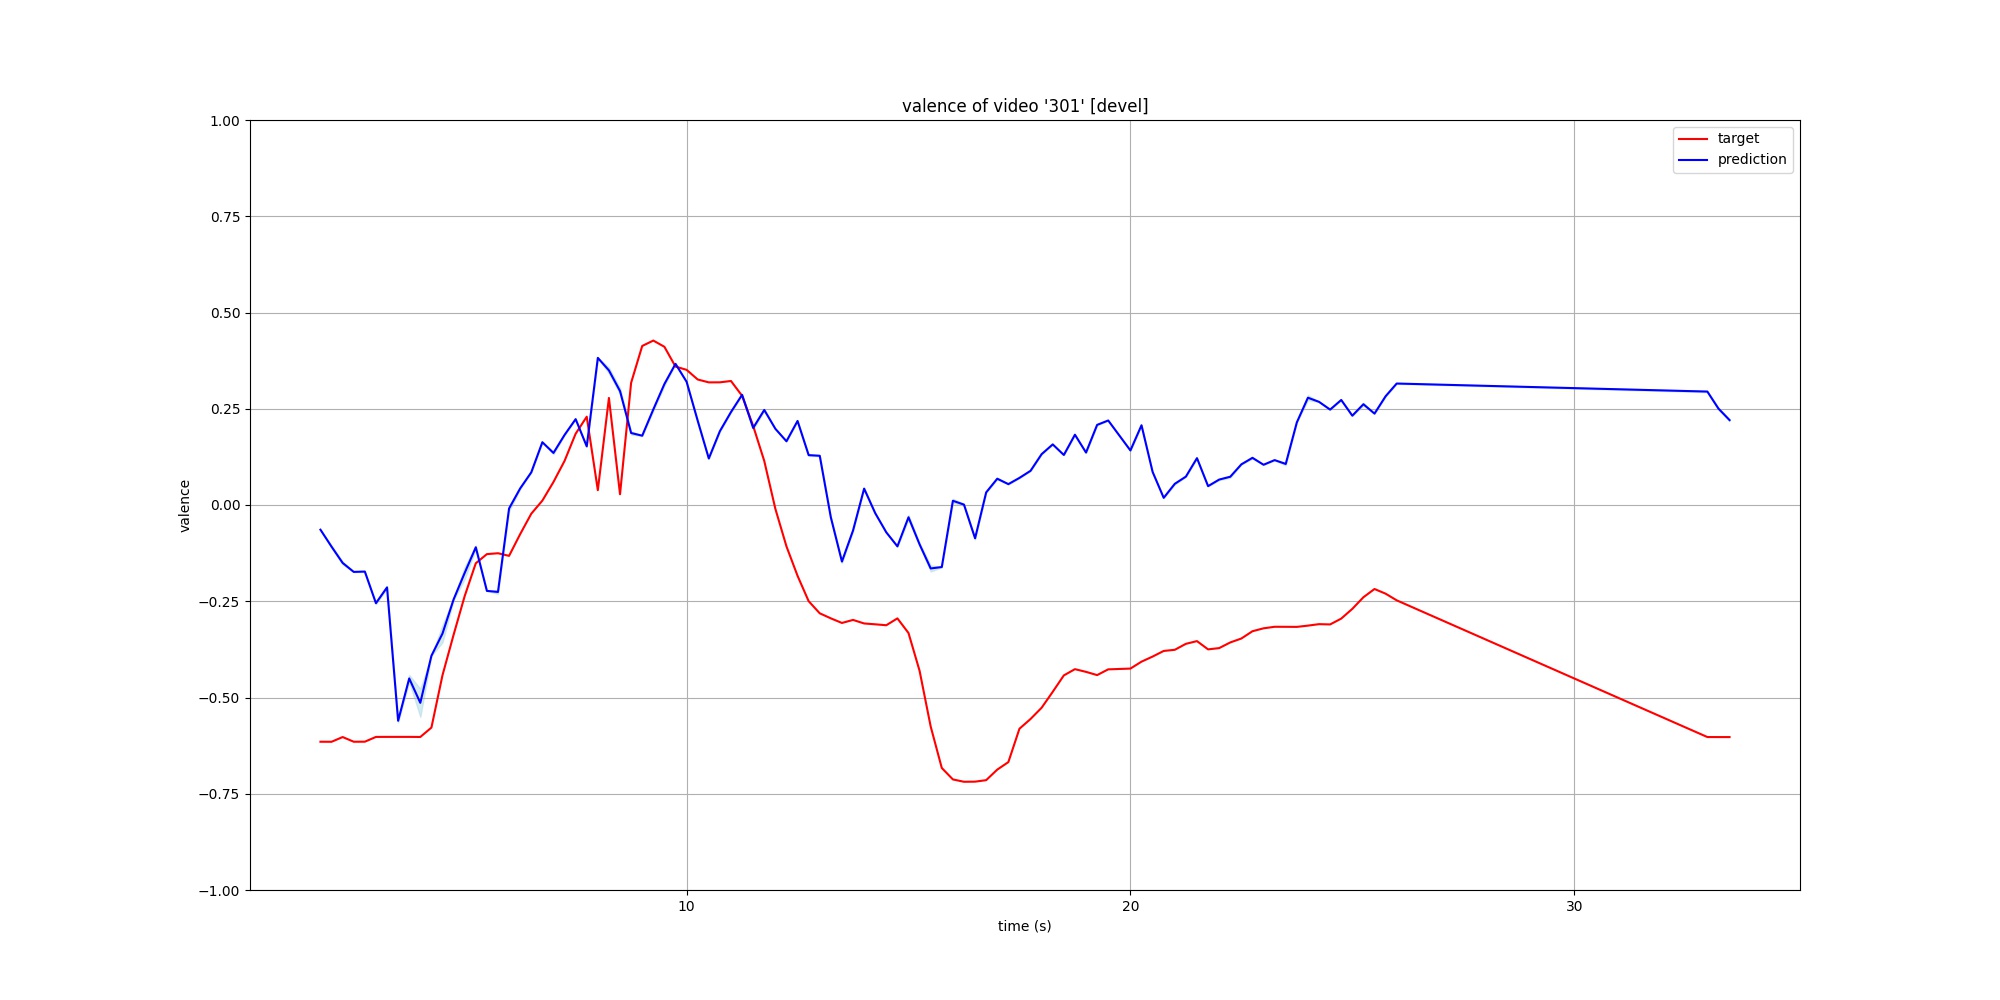 valence of video '301' [devel]
target
prediction
1.00
0.75
0.50
0.25
0.00
−0.25
−0.50
−0.75
−1.00
valence
10
20
30
time (s)